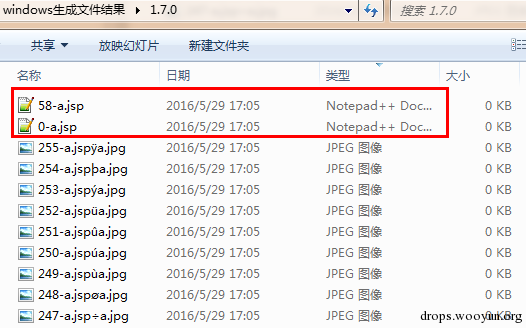 windows生成文件结果 ▸ 1.7.0 搜索 1.7.0
共享 放映幻灯片 新建文件夹
名称 日期 类型 大小
58-a.jsp 2016/5/29 17:05 Notepad++ Doc... 0 KB
0-a.jsp 2016/5/29 17:05 Notepad++ Doc... 0 KB
255-a.jspÿa.jpg 2016/5/29 17:05 JPEG 图像 0 KB
254-a.jspþa.jpg 2016/5/29 17:05 JPEG 图像 0 KB
253-a.jspýa.jpg 2016/5/29 17:05 JPEG 图像 0 KB
252-a.jspüa.jpg 2016/5/29 17:05 JPEG 图像 0 KB
251-a.jspûa.jpg 2016/5/29 17:05 JPEG 图像 0 KB
250-a.jspúa.jpg 2016/5/29 17:05 JPEG 图像 0 KB
249-a.jspùa.jpg 2016/5/29 17:05 JPEG 图像 0 KB
248-a.jspøa.jpg 2016/5/29 17:05 JPEG 图像 0 KB
247-a.jsp÷a.jpg 2016/5/29 17:05 JPEG 图像 0 KB
drops.wooyun.org